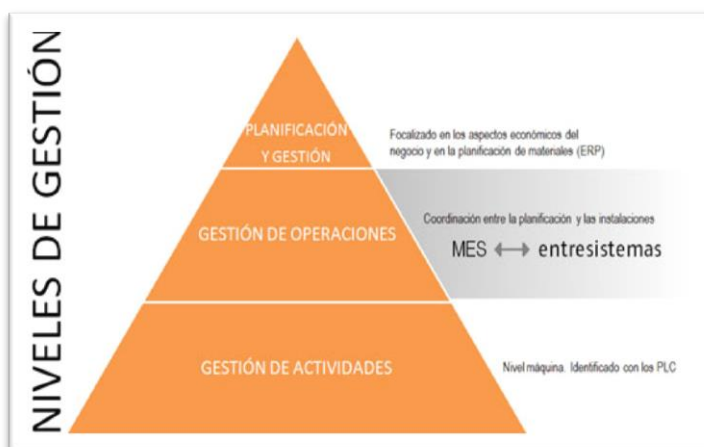 NIVELES DE GESTIÓN
PLANIFICACIÓN
Y GESTIÓN
Focalizado en los aspectos económicos del
negocio y en la planificación de materiales (ERP)
GESTIÓN DE OPERACIONES
Coordinación entre la planificación y las instalaciones
MES ⟷ entresistemas
GESTIÓN DE ACTIVIDADES
Nivel máquina. Identificado con los PLC